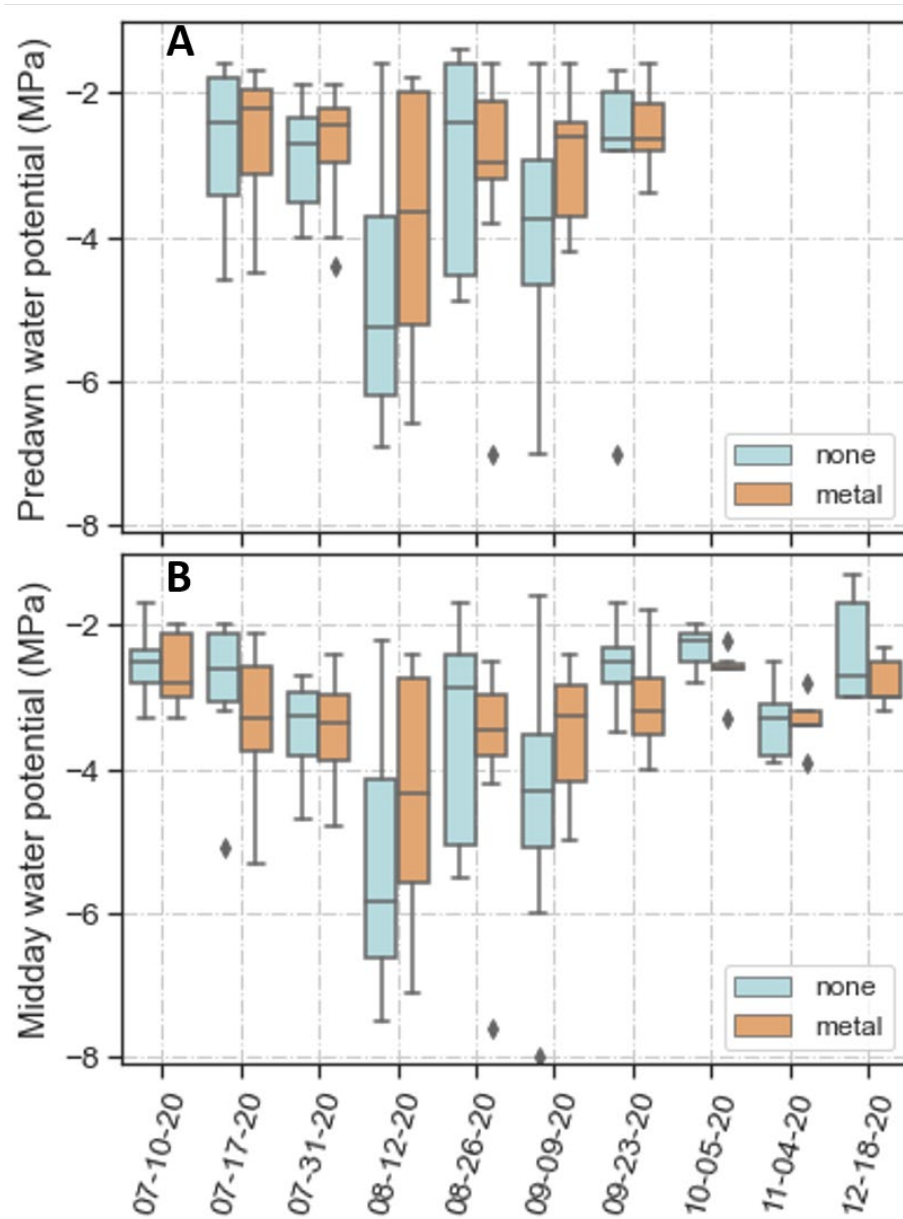 A
Predawn water potential (MPa)
−2
−4
−6
−8
none
metal
B
Midday water potential (MPa)
−2
−4
−6
−8
none
metal
07-10-20
07-17-20
07-31-20
08-12-20
08-26-20
09-09-20
09-23-20
10-05-20
11-04-20
12-18-20